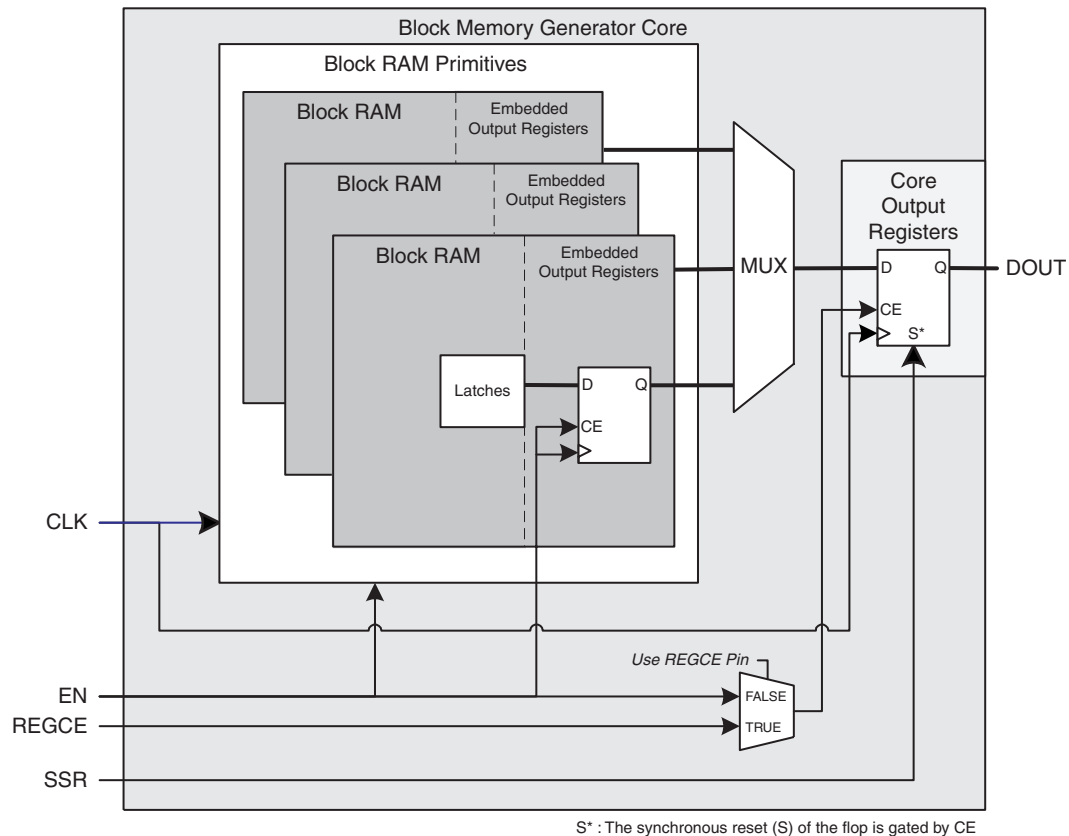 Block Memory Generator Core
Block RAM Primitives
Block RAM
Embedded
Output Registers
Block RAM
Embedded
Output Registers
Block RAM
Embedded
Output Registers
Latches
D
Q
CE
MUX
Core
Output
Registers
D
Q
CE
S*
DOUT
CLK
Use REGCE Pin
EN
FALSE
REGCE
TRUE
SSR
S* : The synchronous reset (S) of the flop is gated by CE